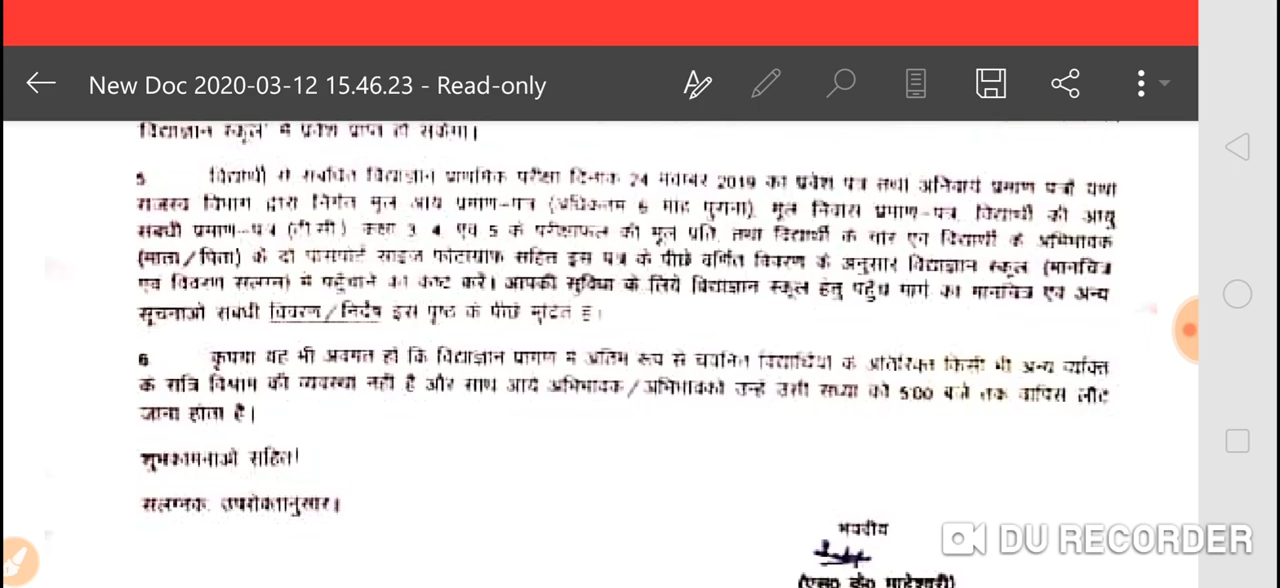 New Doc 2020-03-12 15.46.23 - Read-only
विद्याज्ञान स्कूल' में प्रवेश प्राप्त हो सकेगा।
5 विद्यार्थी से संबंधित विद्याज्ञान प्राथमिक परीक्षा दिनांक 24 नवम्बर 2019 का प्रवेश पत्र तथा अनिवार्य प्रमाण पत्रों यथा
राजस्व विभाग द्वारा निर्गत मूल आय प्रमाण-पत्र (अधिकतम 6 माह पुराना), मूल निवास प्रमाण-पत्र, विद्यार्थी की आयु
संबंधी प्रमाण-पत्र (टी.सी.) कक्षा 3, 4 एवं 5 के परीक्षाफल की मूल प्रति, तथा विद्यार्थी के चार एवं विद्यार्थी के अभिभावक
(माता/पिता) के दो पासपोर्ट साइज फोटोग्राफ सहित इस पत्र के पीछे वर्णित विवरण के अनुसार विद्याज्ञान स्कूल (मानचित्र
एवं विवरण संलग्न) में पहुँचाने का कष्ट करें। आपकी सुविधा के लिये विद्याज्ञान स्कूल हेतु पहुँच मार्ग का मानचित्र एवं अन्य
सूचनाओं संबंधी विवरण/निर्देष इस पृष्ठ के पीछे मुद्रित है।
6 कृपया यह भी अवगत हों कि विद्याज्ञान प्रांगण में अंतिम रूप से चयनित विद्यार्थियों के अतिरिक्त किसी भी अन्य व्यक्ति
के रात्रि विश्राम की व्यवस्था नहीं है और साथ आये अभिभावक/अभिभावकों उन्हें उसी संध्या को 5:00 बजे तक वापिस लौट
जाना होता है।
शुभकामनाओं सहित।
संलग्नक: उपरोक्तानुसार।
भवदीय
(एस० के० माहेश्वरी)
DU RECORDER